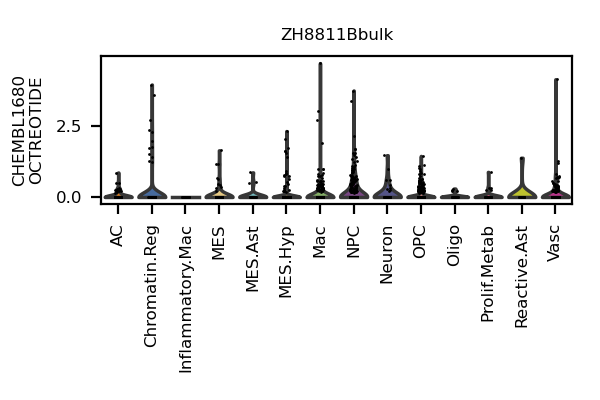 ZH8811Bbulk
CHEMBL1680
OCTREOTIDE
2.5
0.0
AC
Chromatin.Reg
Inflammatory.Mac
MES
MES.Ast
MES.Hyp
Mac
NPC
Neuron
OPC
Oligo
Prolif.Metab
Reactive.Ast
Vasc